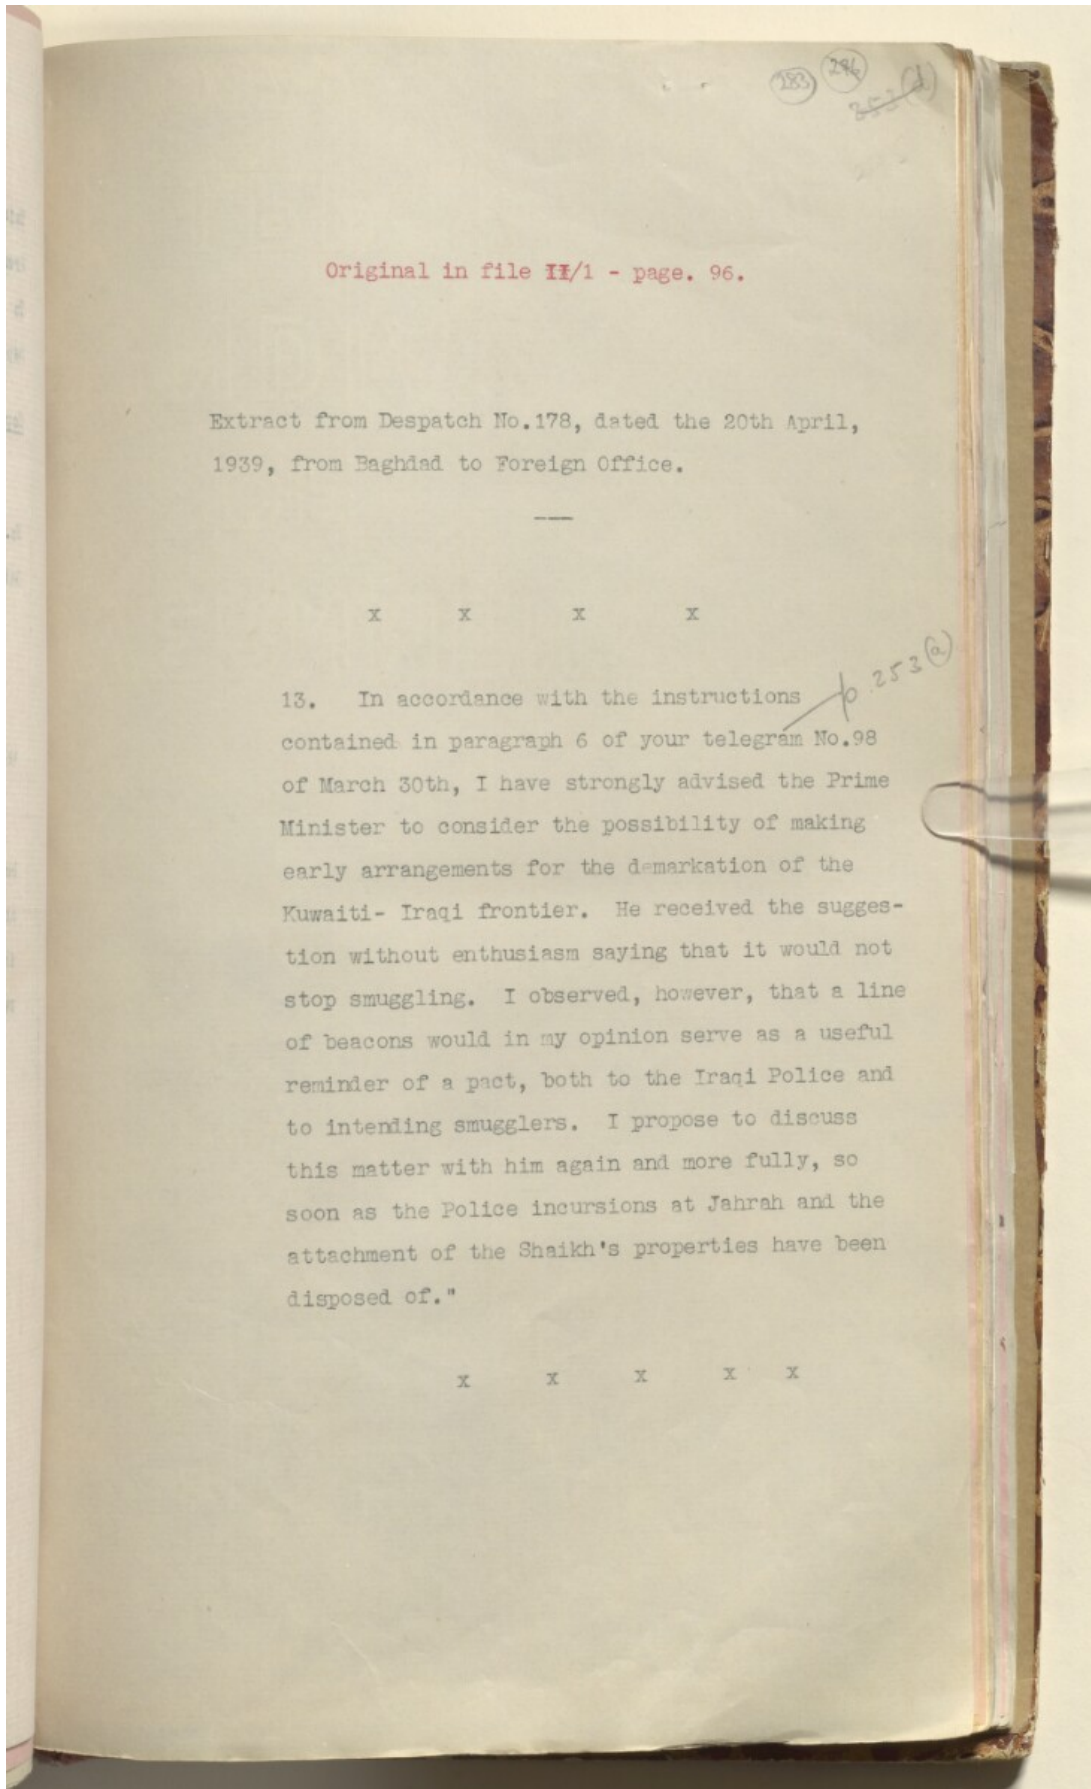 283 284
253 (d)
Original in file II/1 - page. 96.
Extract from Despatch No.178, dated the 20th April,
1939, from Baghdad to Foreign Office.
x x x x
p. 253 (a)
13. In accordance with the instructions
contained in paragraph 6 of your telegram No.98
of March 30th, I have strongly advised the Prime
Minister to consider the possibility of making
early arrangements for the demarkation of the
Kuwaiti- Iraqi frontier. He received the sugges-
tion without enthusiasm saying that it would not
stop smuggling. I observed, however, that a line
of beacons would in my opinion serve as a useful
reminder of a pact, both to the Iraqi Police and
to intending smugglers. I propose to discuss
this matter with him again and more fully, so
soon as the Police incursions at Jahrah and the
attachment of the Shaikh's properties have been
disposed of."
x x x x x